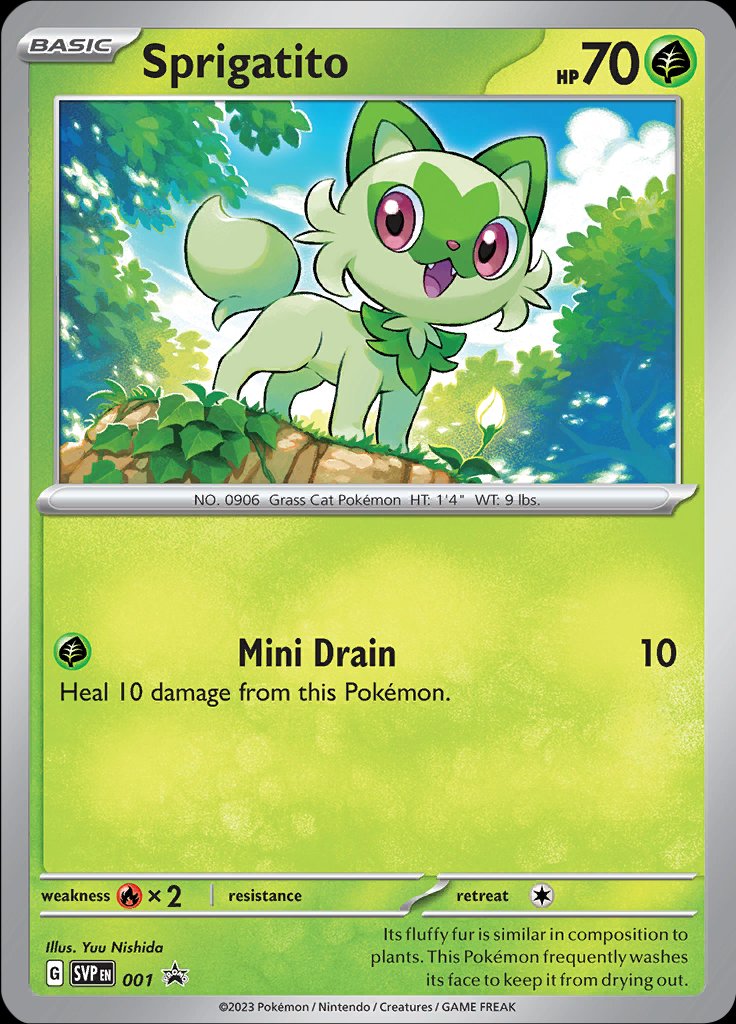 BASIC
Sprigatito
HP 70
NO. 0906 Grass Cat Pokémon HT: 1'4" WT: 9 lbs.
Mini Drain 10
Heal 10 damage from this Pokémon.
weakness × 2 resistance retreat
Illus. Yuu Nishida
G SVP EN 001 PROMO
Its fluffy fur is similar in composition to
plants. This Pokémon frequently washes
its face to keep it from drying out.
©2023 Pokémon / Nintendo / Creatures / GAME FREAK